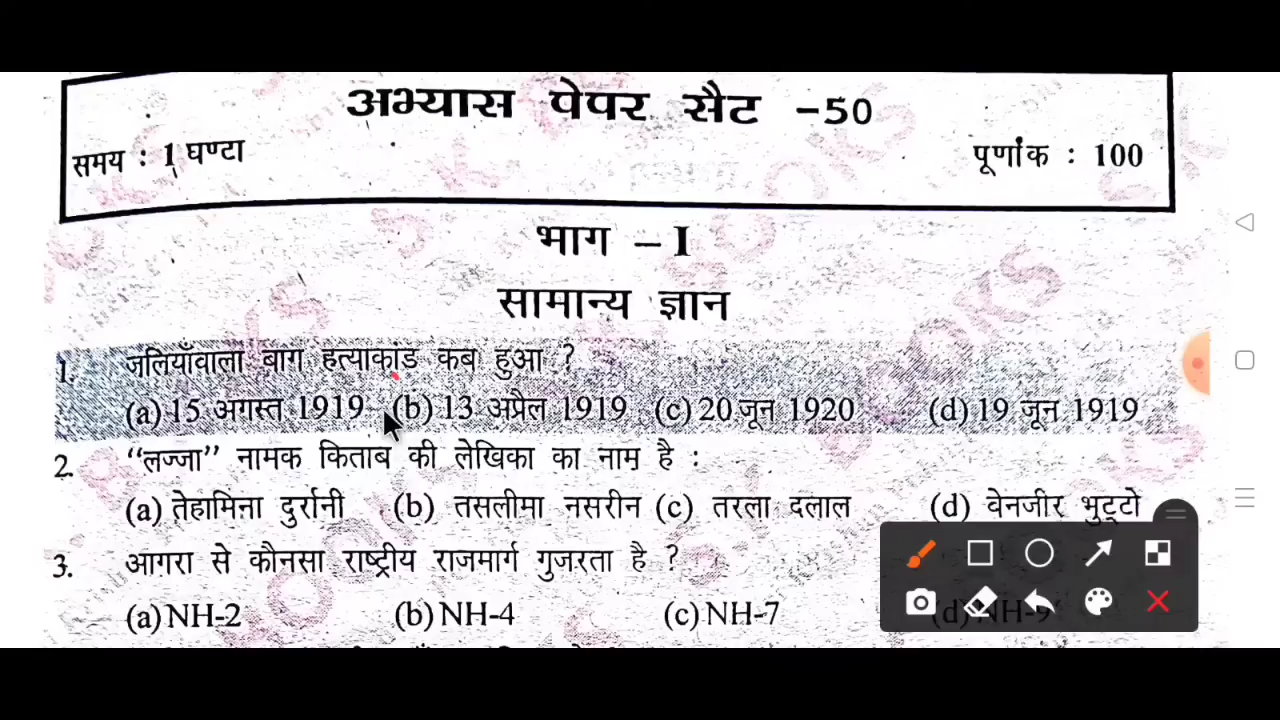 अभ्यास पेपर सैट -50
समय : 1 घण्टा पूर्णांक : 100
भाग - I
सामान्य ज्ञान
1. जलियाँवाला बाग हत्याकांड कब हुआ ?
(a) 15 अगस्त 1919 (b) 13 अप्रैल 1919 (c) 20 जून 1920 (d) 19 जून 1919
2. “लज्जा” नामक किताब की लेखिका का नाम है :
(a) तेहामिना दुर्रानी (b) तसलीमा नसरीन (c) तरला दलाल (d) वेनजीर भुट्टो
3. आगरा से कौनसा राष्ट्रीय राजमार्ग गुजरता है ?
(a) NH-2 (b) NH-4 (c) NH-7 (d) NH-9